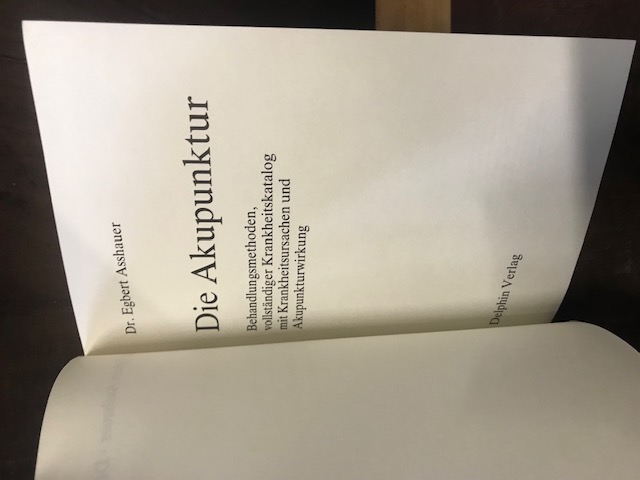 Dr. Egbert Asshauer
Die Akupunktur
Behandlungsmethoden,
vollständiger Krankheitskatalog
mit Krankheitsursachen und
Akupunkturwirkung
Delphin Verlag